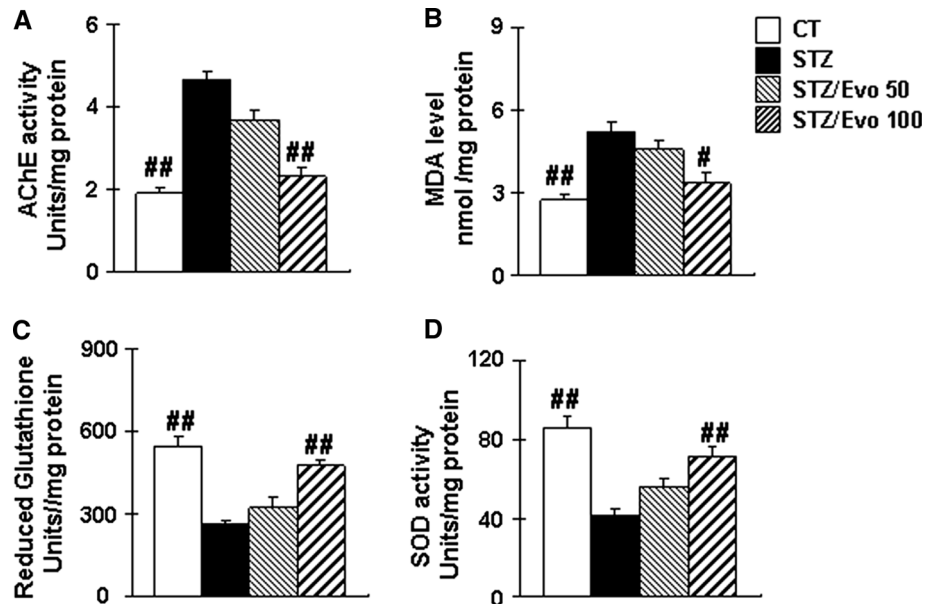 A
6
4
2
0
AChE activity
Units/mg protein
##
##
B
9
6
3
0
MDA level
nmol /mg protein
##
#
CT
STZ
STZ/Evo 50
STZ/Evo 100
C
900
600
300
0
Reduced Glutathione
Units//mg protein
##
##
D
120
80
40
0
SOD activity
Units/mg protein
##
##